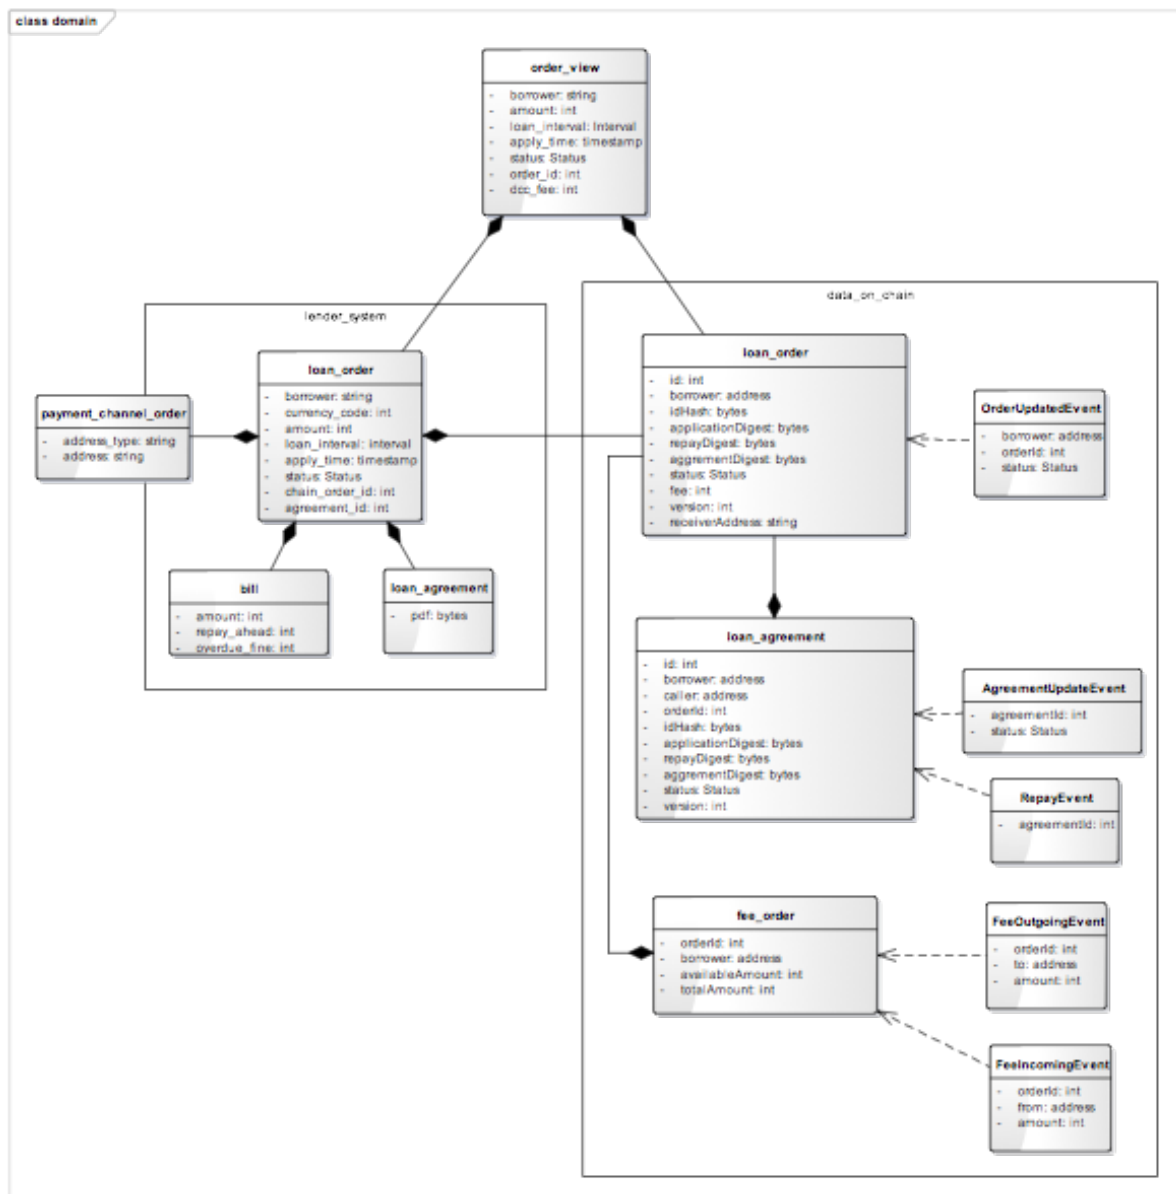 class domain
order_view
- borrower: string
- amount: int
- loan_interval: Interval
- apply_time: timestamp
- status: Status
- order_id: int
- dcc_fee: int
lender_system
loan_order
- borrower: string
- currency_code: int
- amount: int
- loan_interval: interval
- apply_time: timestamp
- status: Status
- chain_order_id: int
- agreement_id: int
payment_channel_order
- address_type: string
- address: string
bill
- amount: int
- repay_ahead: int
- overdue_fine: int
loan_agreement
- pdf: bytes
data_on_chain
loan_order
- id: int
- borrower: address
- idHash: bytes
- applicationDigest: bytes
- repayDigest: bytes
- aggrementDigest: bytes
- status: Status
- fee: int
- version: int
- receiverAddress: string
OrderUpdatedEvent
- borrower: address
- orderId: int
- status: Status
loan_agreement
- id: int
- borrower: address
- caller: address
- orderId: int
- idHash: bytes
- applicationDigest: bytes
- repayDigest: bytes
- aggrementDigest: bytes
- status: Status
- version: int
AgreementUpdateEvent
- agreementId: int
- status: Status
RepayEvent
- agreementId: int
fee_order
- orderId: int
- borrower: address
- availableAmount: int
- totalAmount: int
FeeOutgoingEvent
- orderId: int
- to: address
- amount: int
FeeIncomingEvent
- orderId: int
- from: address
- amount: int